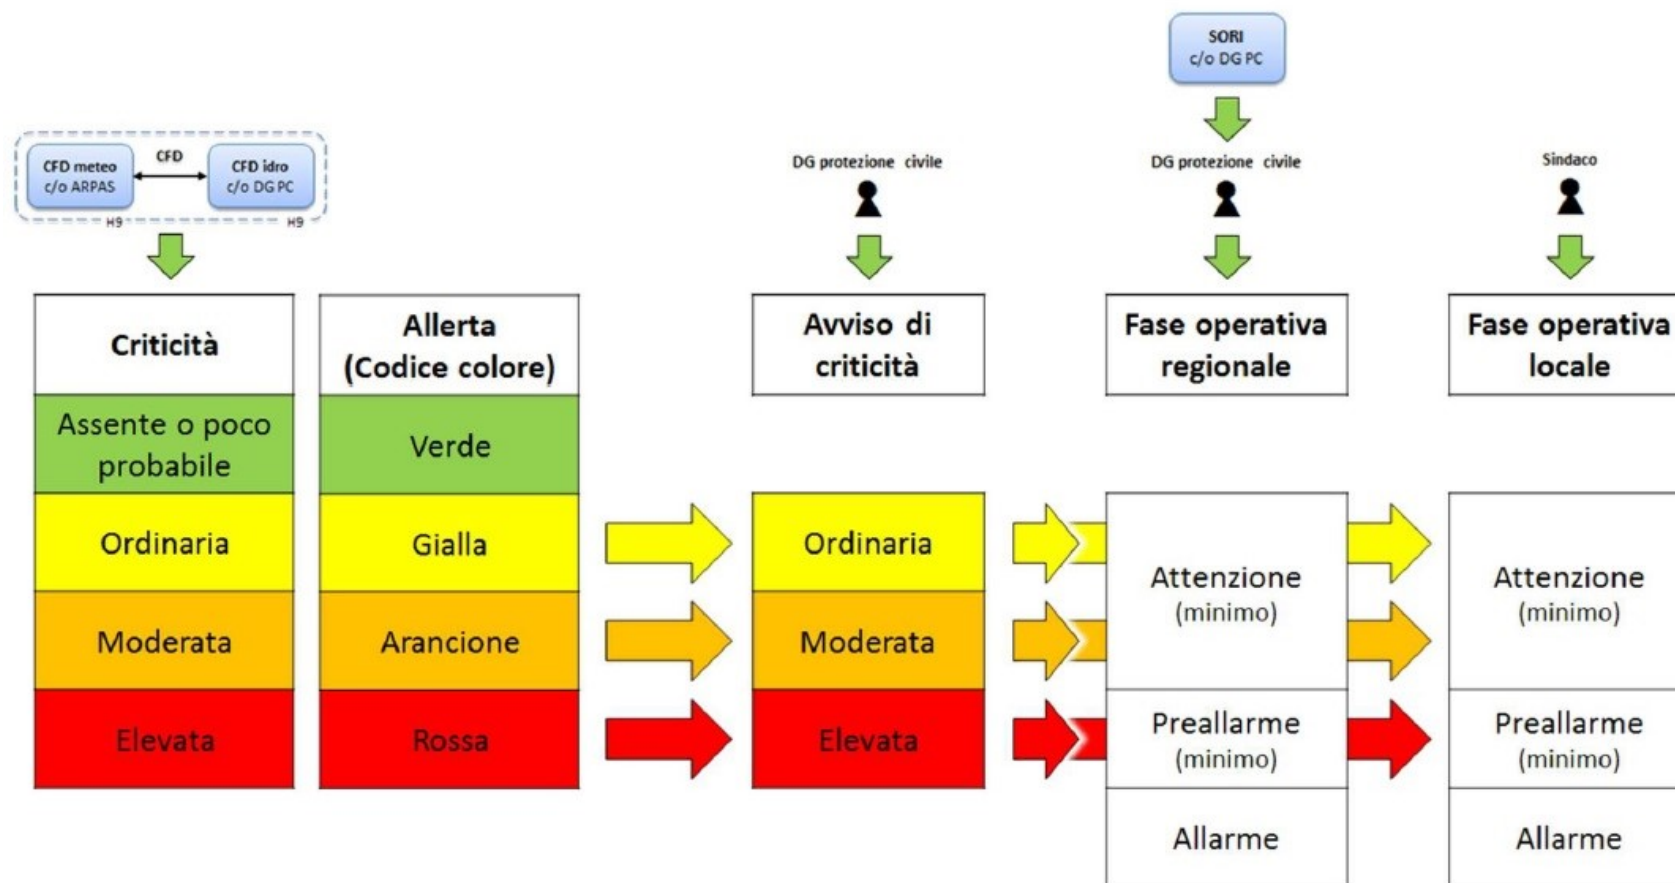 SORI
c/o DG PC
CFD meteo
c/o ARPAS
CFD
CFD idro
c/o DG PC
H9
H9
DG protezione civile
DG protezione civile
Sindaco
Criticità
Allerta
(Codice colore)
Avviso di
criticità
Fase operativa
regionale
Fase operativa
locale
Assente o poco
probabile
Verde
Ordinaria
Gialla
Ordinaria
Attenzione
(minimo)
Attenzione
(minimo)
Moderata
Arancione
Moderata
Elevata
Rossa
Elevata
Preallarme
(minimo)
Preallarme
(minimo)
Allarme
Allarme